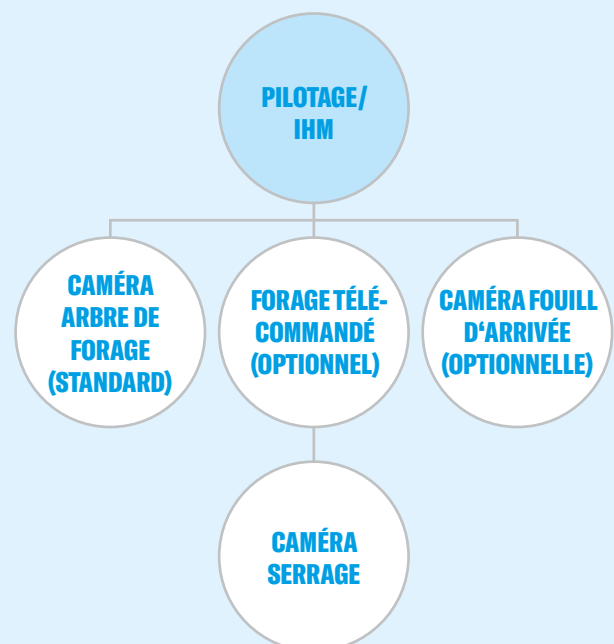 PILOTAGE/
IHM
CAMÉRA
ARBRE DE
FORAGE
(STANDARD)
FORAGE TÉLÉ-
COMMANDÉ
(OPTIONNEL)
CAMÉRA FOUILL
D‘ARRIVÉE
(OPTIONNELLE)
CAMÉRA
SERRAGE